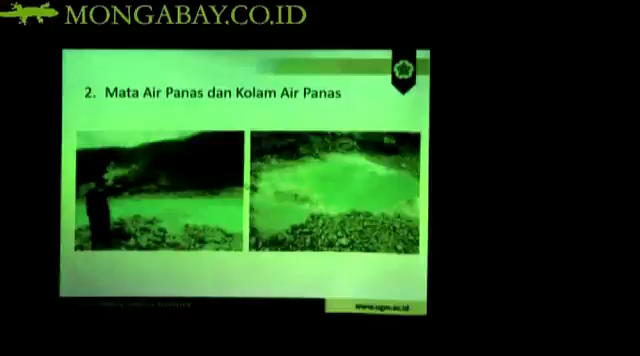 MONGABAY.CO.ID
2. Mata Air Panas dan Kolam Air Panas
www.ugm.ac.id